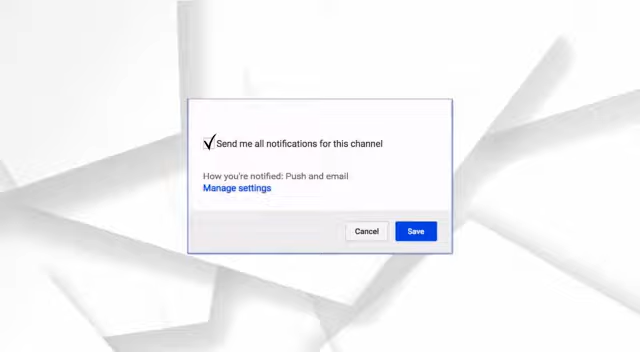 Send me all notifications for this channel
How you're notified: Push and email
Manage settings
Cancel Save